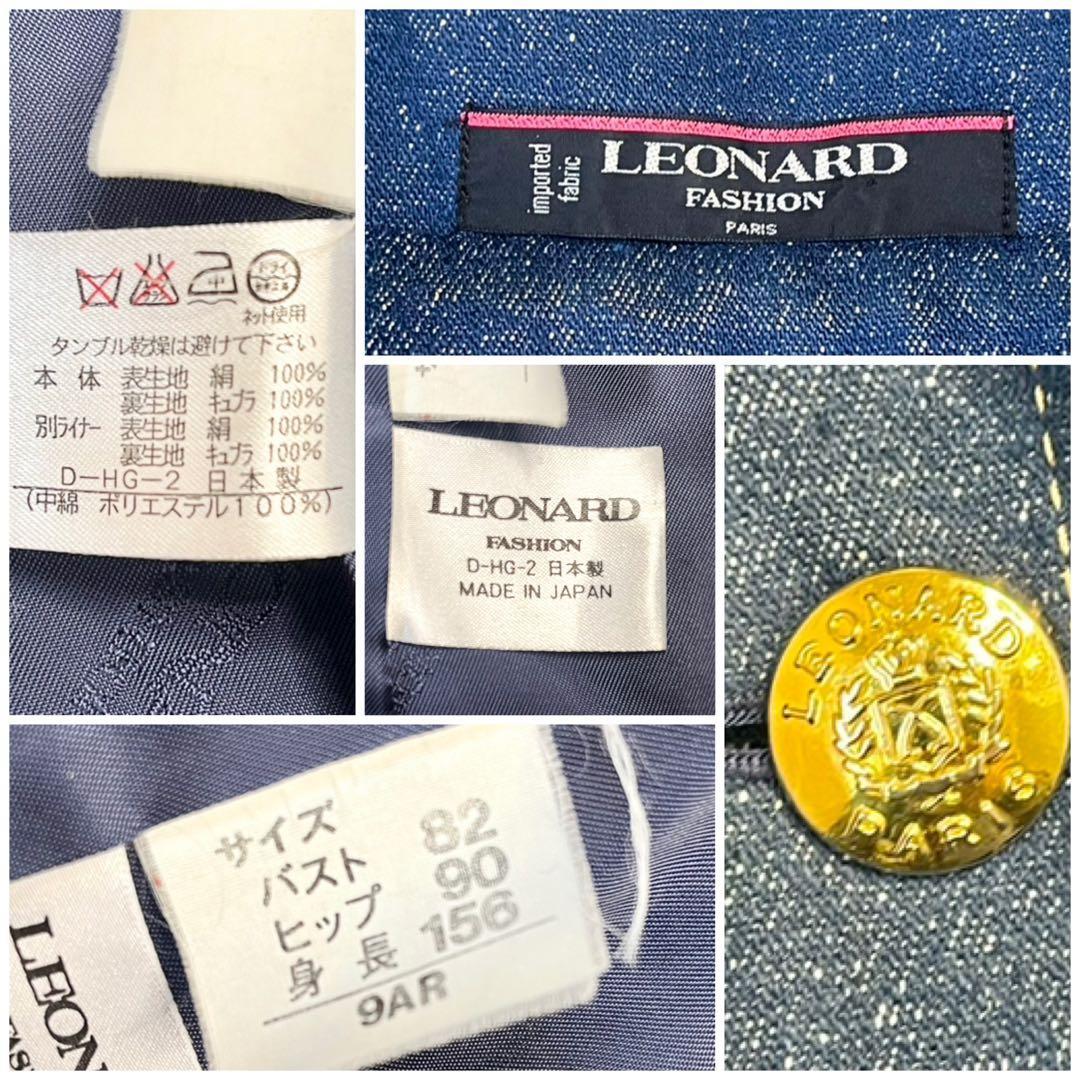 ドライ
ネット使用
タンブル乾燥は避けて下さい
本体 表生地 絹 100%
裏生地 キュプラ 100%
別ライナー 表生地 絹 100%
裏生地 キュプラ 100%
D-HG-2 日本製
(中綿 ポリエステル100%)
imported
fabric
LEONARD
FASHION
PARIS
LEONARD
FASHION
D-HG-2 日本製
MADE IN JAPAN
LEONARD
PARIS
サイズ
バスト 82
ヒップ 90
身長 156
9AR
LEON